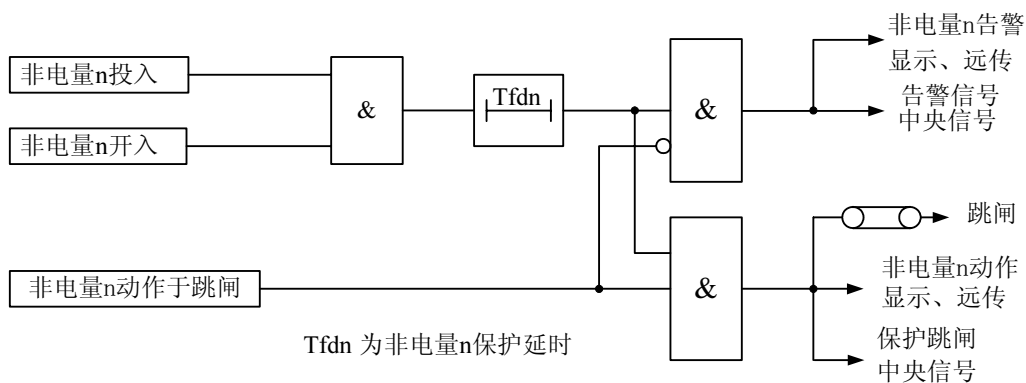 非电量n投入
非电量n开入
&
Tfdn
&
非电量n告警
显示、远传
告警信号
中央信号
非电量n动作于跳闸
&
跳闸
非电量n动作
显示、远传
保护跳闸
中央信号
Tfdn 为非电量n保护延时